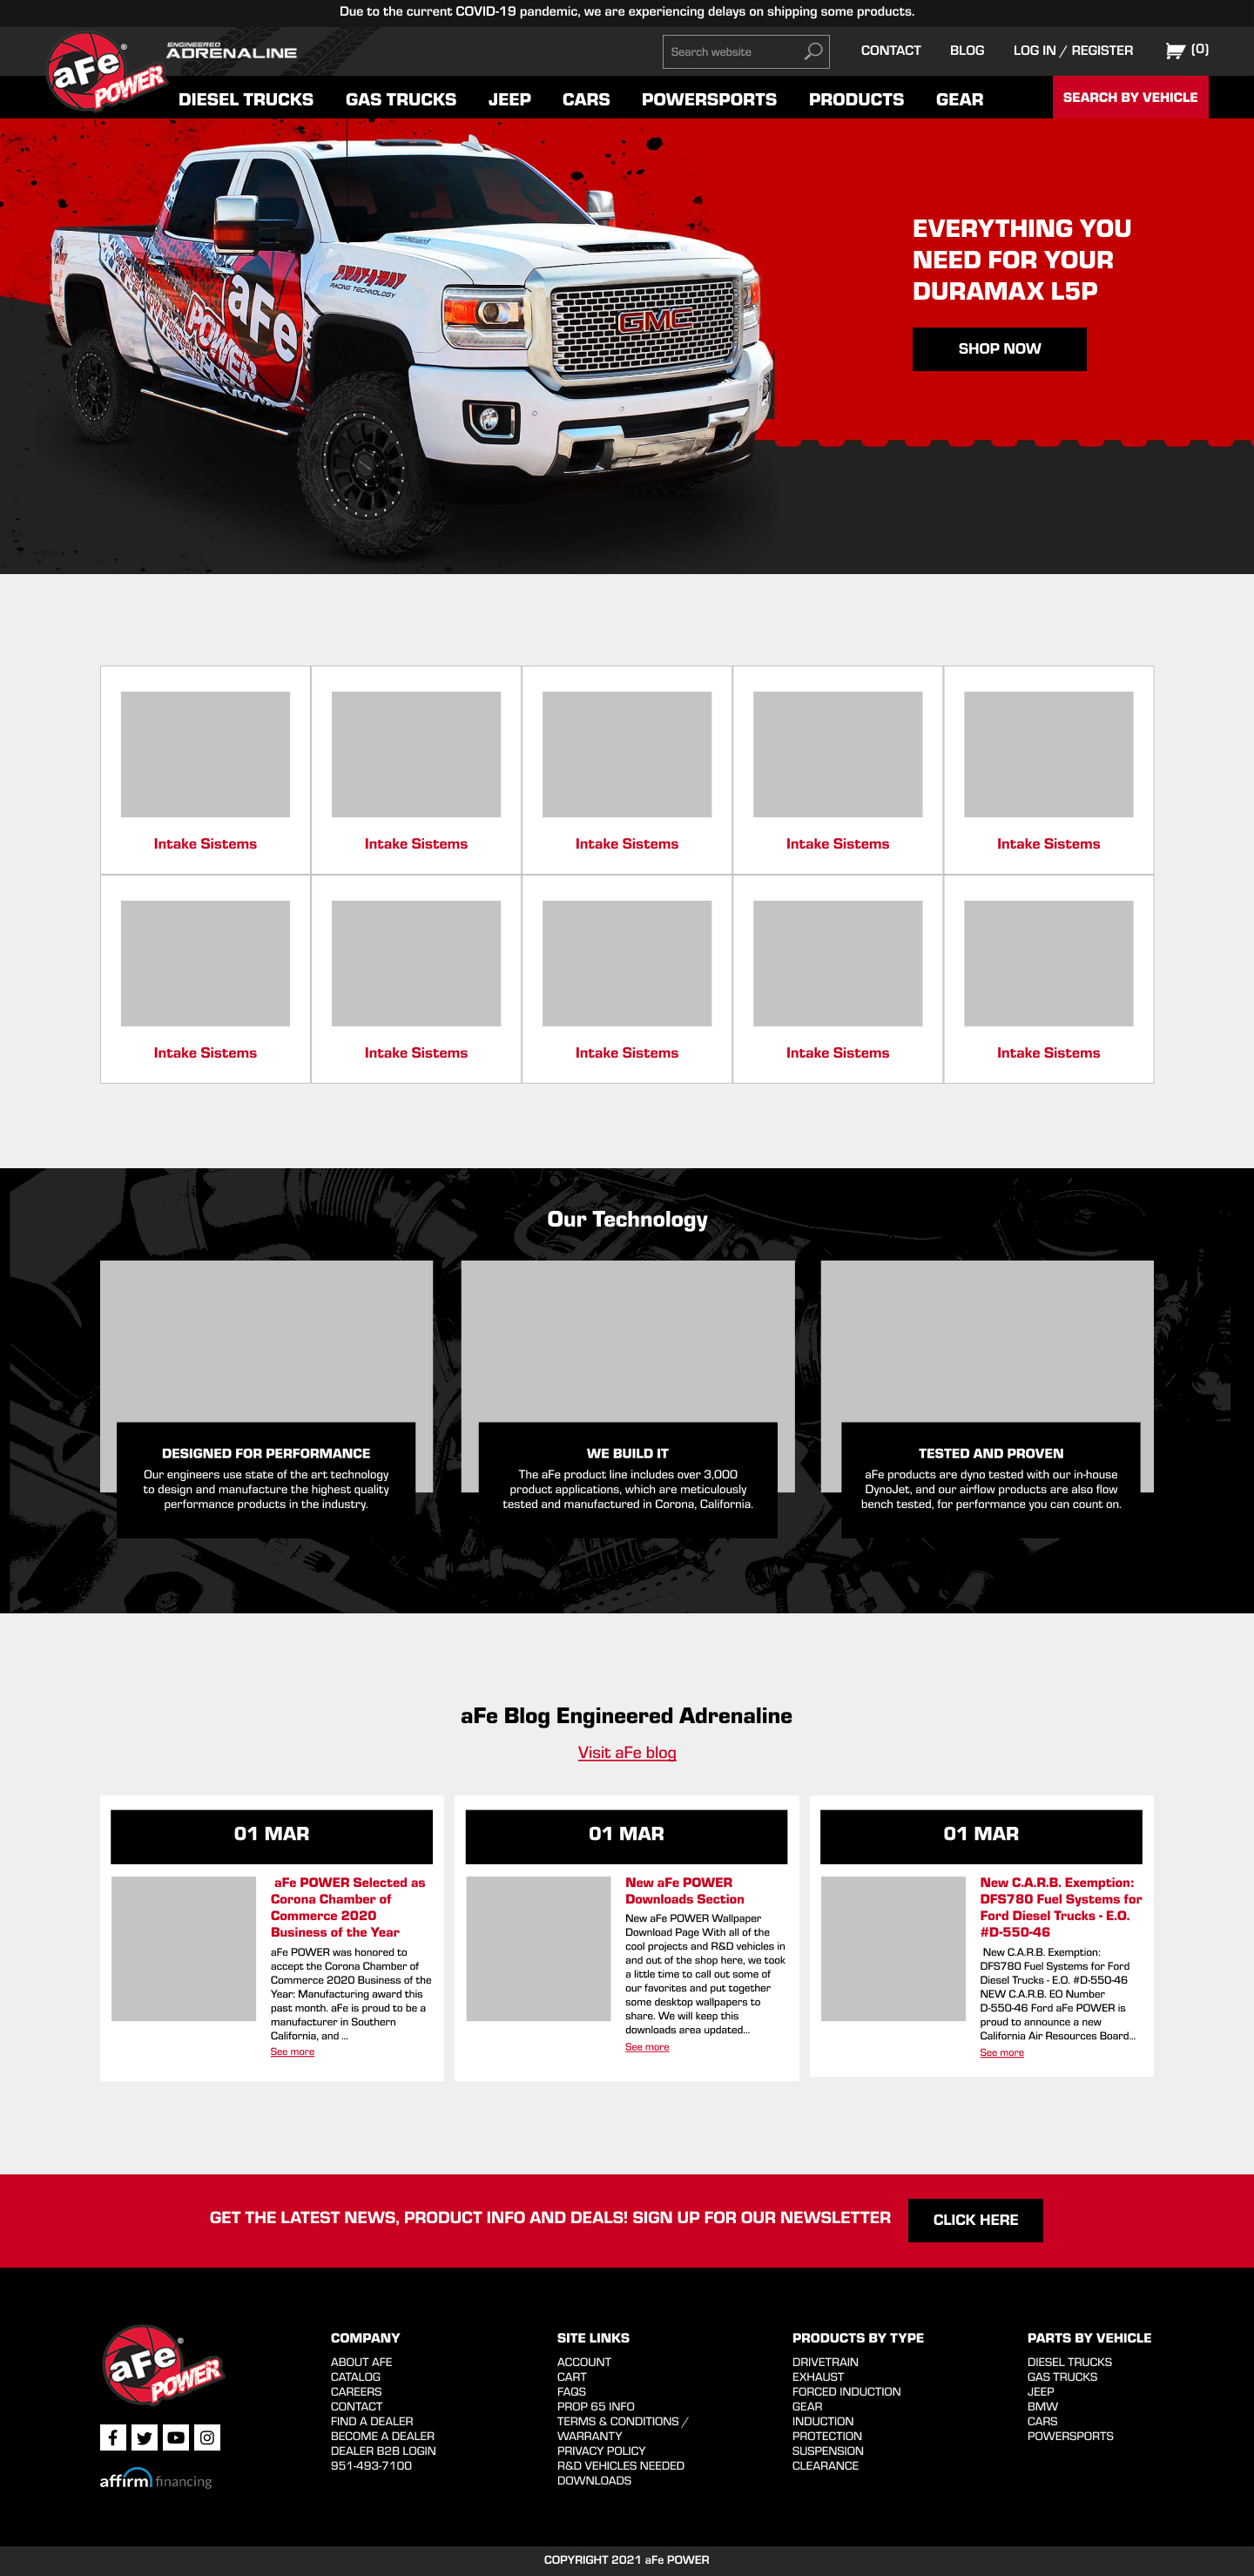 Due to the current COVID-19 pandemic, we are experiencing delays on shipping some products.
aFe POWER ®
ENGINEERED
ADRENALINE
Search website
CONTACT
BLOG
LOG IN / REGISTER
(0)
DIESEL TRUCKS
GAS TRUCKS
JEEP
CARS
POWERSPORTS
PRODUCTS
GEAR
SEARCH BY VEHICLE
SWAY-A-WAY
RACING TECHNOLOGY
aFe
POWER
GMC
EVERYTHING YOU
NEED FOR YOUR
DURAMAX L5P
SHOP NOW
Intake Sistems
Intake Sistems
Intake Sistems
Intake Sistems
Intake Sistems
Intake Sistems
Intake Sistems
Intake Sistems
Intake Sistems
Intake Sistems
Our Technology
DESIGNED FOR PERFORMANCE
Our engineers use state of the art technology
to design and manufacture the highest quality
performance products in the industry.
WE BUILD IT
The aFe product line includes over 3,000
product applications, which are meticulously
tested and manufactured in Corona, California.
TESTED AND PROVEN
aFe products are dyno tested with our in-house
DynoJet, and our airflow products are also flow
bench tested, for performance you can count on.
aFe Blog Engineered Adrenaline
Visit aFe blog
01 MAR
aFe POWER Selected as
Corona Chamber of
Commerce 2020
Business of the Year
aFe POWER was honored to
accept the Corona Chamber of
Commerce 2020 Business of the
Year: Manufacturing award this
past month. aFe is proud to be a
manufacturer in Southern
California, and ...
See more
01 MAR
New aFe POWER
Downloads Section
New aFe POWER Wallpaper
Download Page With all of the
cool projects and R&D vehicles in
and out of the shop here, we took
a little time to call out some of
our favorites and put together
some desktop wallpapers to
share. We will keep this
downloads area updated...
See more
01 MAR
New C.A.R.B. Exemption:
DFS780 Fuel Systems for
Ford Diesel Trucks - E.O.
#D-550-46
New C.A.R.B. Exemption:
DFS780 Fuel Systems for Ford
Diesel Trucks - E.O. #D-550-46
NEW C.A.R.B. EO Number
D-550-46 Ford aFe POWER is
proud to announce a new
California Air Resources Board...
See more
GET THE LATEST NEWS, PRODUCT INFO AND DEALS! SIGN UP FOR OUR NEWSLETTER
CLICK HERE
aFe POWER ®
affirm financing
COMPANY
ABOUT AFE
CATALOG
CAREERS
CONTACT
FIND A DEALER
BECOME A DEALER
DEALER B2B LOGIN
951-493-7100
SITE LINKS
ACCOUNT
CART
FAQS
PROP 65 INFO
TERMS & CONDITIONS /
WARRANTY
PRIVACY POLICY
R&D VEHICLES NEEDED
DOWNLOADS
PRODUCTS BY TYPE
DRIVETRAIN
EXHAUST
FORCED INDUCTION
GEAR
INDUCTION
PROTECTION
SUSPENSION
CLEARANCE
PARTS BY VEHICLE
DIESEL TRUCKS
GAS TRUCKS
JEEP
BMW
CARS
POWERSPORTS
COPYRIGHT 2021 aFe POWER